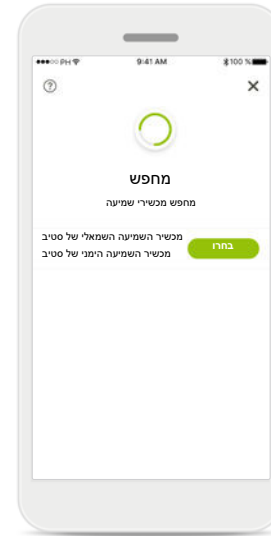 ●●●○○ PH 9:41 AM 100 %
?
מחפש
מחפש מכשירי שמיעה
מכשיר השמיעה השמאלי של סטיב
מכשיר השמיעה הימני של סטיב
בחרו